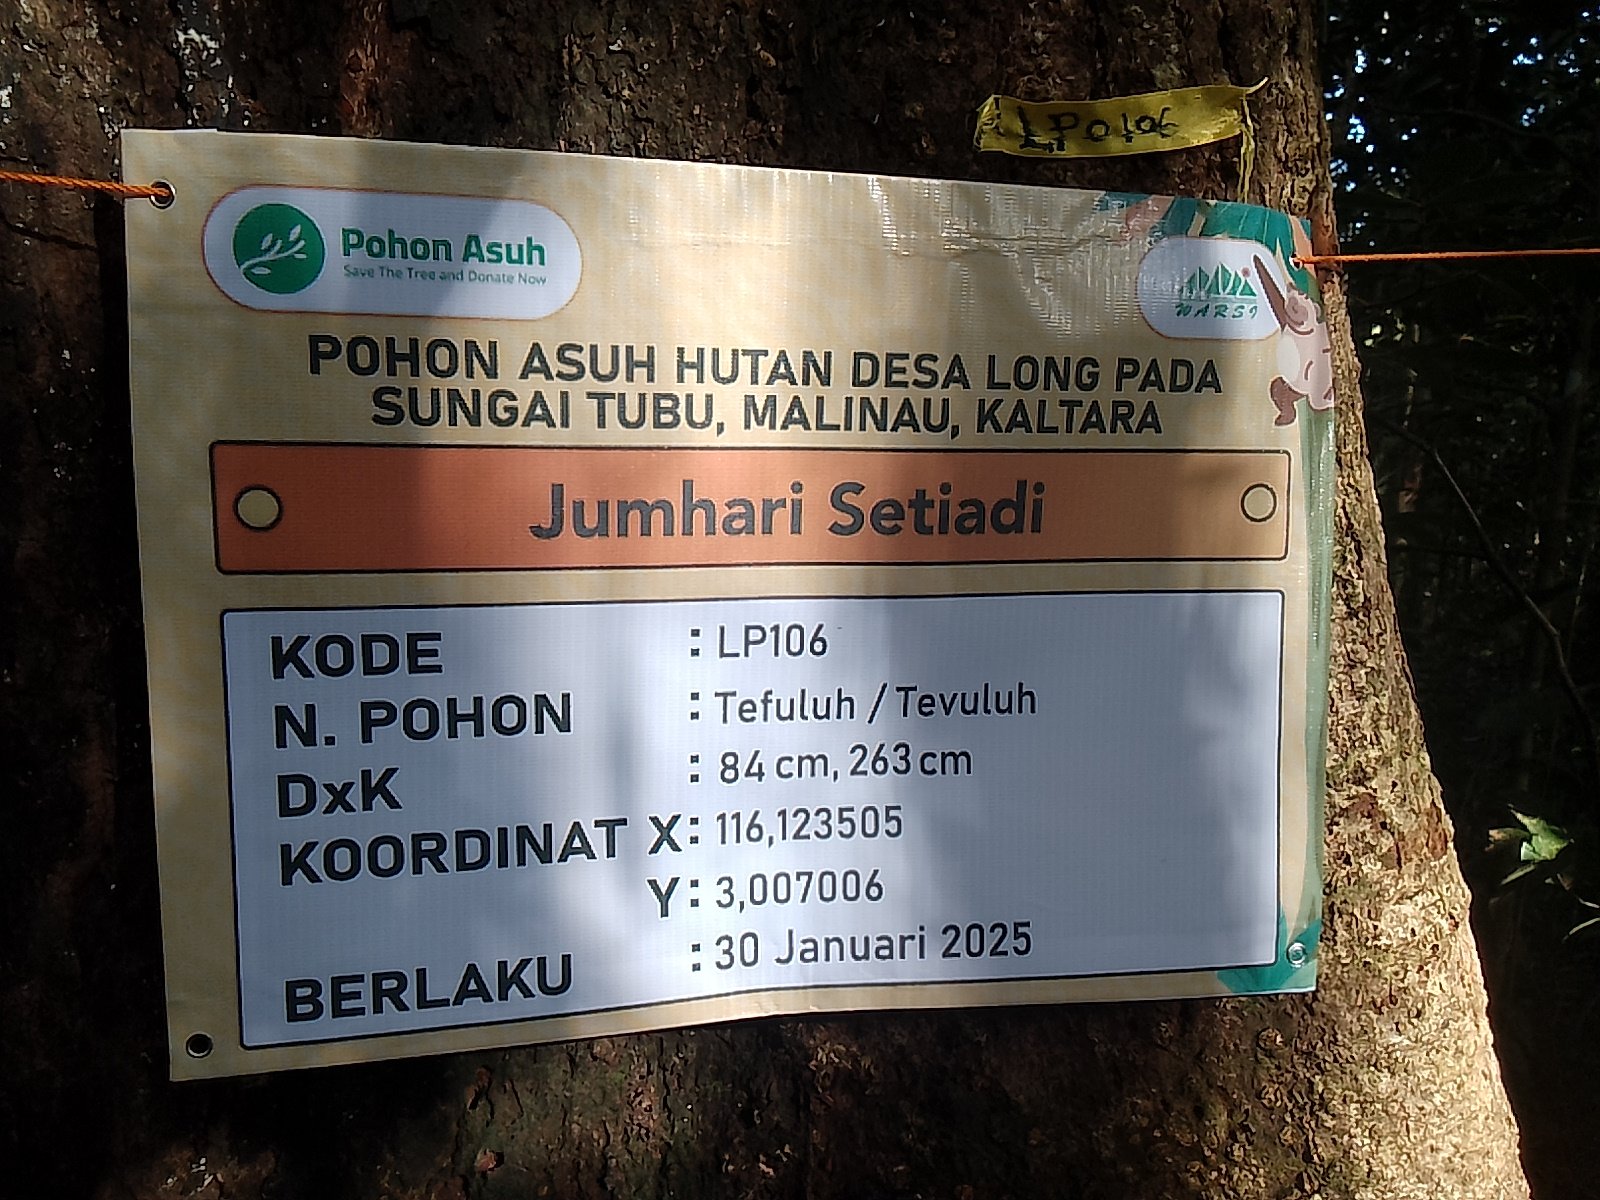 LP0106
Pohon Asuh
Save The Tree and Donate Now
WARSI
POHON ASUH HUTAN DESA LONG PADA
SUNGAI TUBU, MALINAU, KALTARA
Jumhari Setiadi
KODE : LP106
N. POHON : Tefuluh / Tevuluh
DxK : 84 cm, 263 cm
KOORDINAT X : 116,123505
Y : 3,007006
BERLAKU : 30 Januari 2025